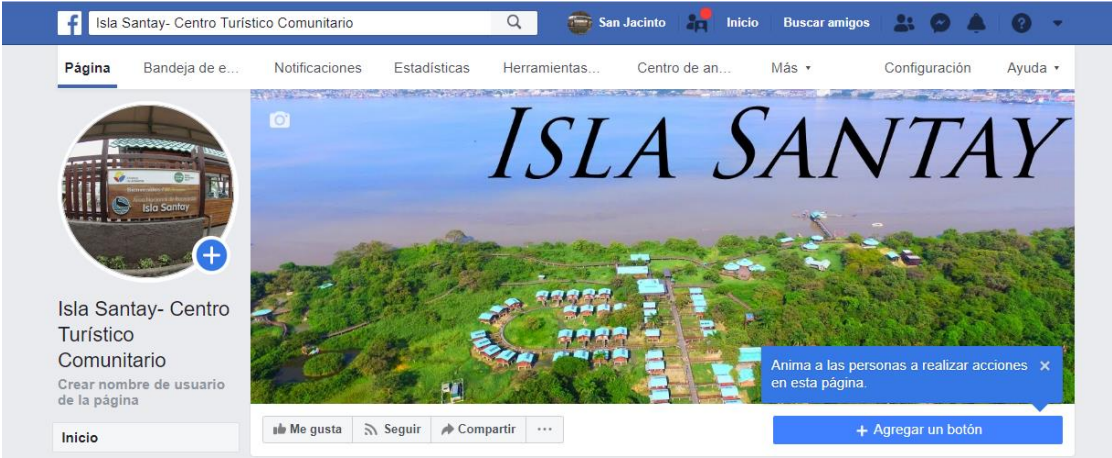 Isla Santay- Centro Turístico Comunitario
San Jacinto
Inicio
Buscar amigos
Página
Bandeja de e...
Notificaciones
Estadísticas
Herramientas...
Centro de an...
Más
Configuración
Ayuda
ISLA SANTAY
Isla Santay
Isla Santay- Centro
Turístico
Comunitario
Crear nombre de usuario
de la página
Inicio
Me gusta
Seguir
Compartir
Anima a las personas a realizar acciones
en esta página.
+ Agregar un botón